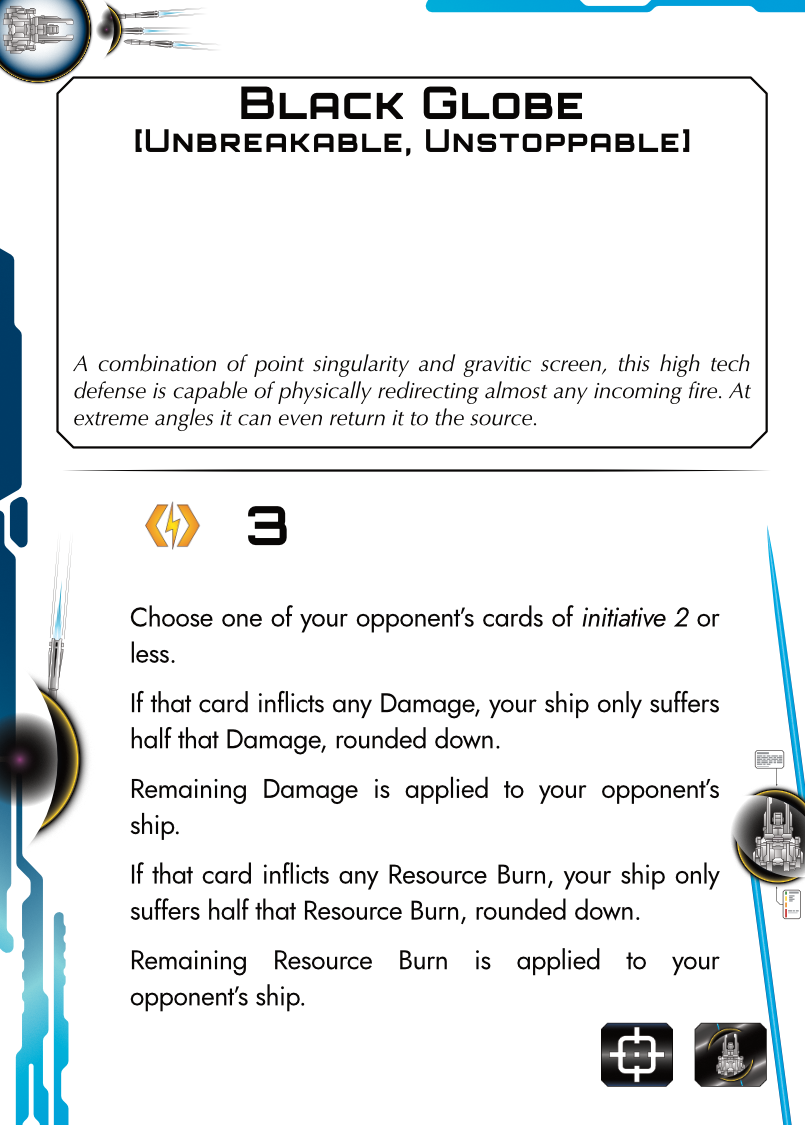 Black Globe
[Unbreakable, Unstoppable]
A combination of point singularity and gravitic screen, this high tech
defense is capable of physically redirecting almost any incoming fire. At
extreme angles it can even return it to the source.
3
Choose one of your opponent's cards of initiative 2 or
less.
If that card inflicts any Damage, your ship only suffers
half that Damage, rounded down.
Remaining Damage is applied to your opponent's
ship.
If that card inflicts any Resource Burn, your ship only
suffers half that Resource Burn, rounded down.
Remaining Resource Burn is applied to your
opponent's ship.